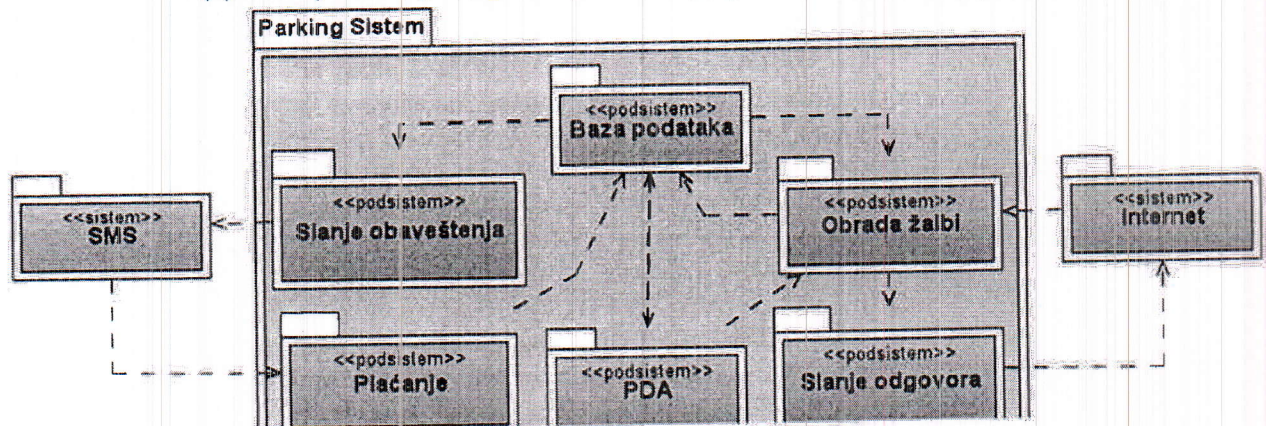 Parking Sistem
<<podsistem>>
Baza podataka
<<sistem>>
SMS
<<podsistem>>
Slanje obaveštenja
<<podsistem>>
Obrada žalbi
<<sistem>>
Internet
<<podsistem>>
Plaćanje
<<podsistem>>
PDA
<<podsistem>>
Slanje odgovora